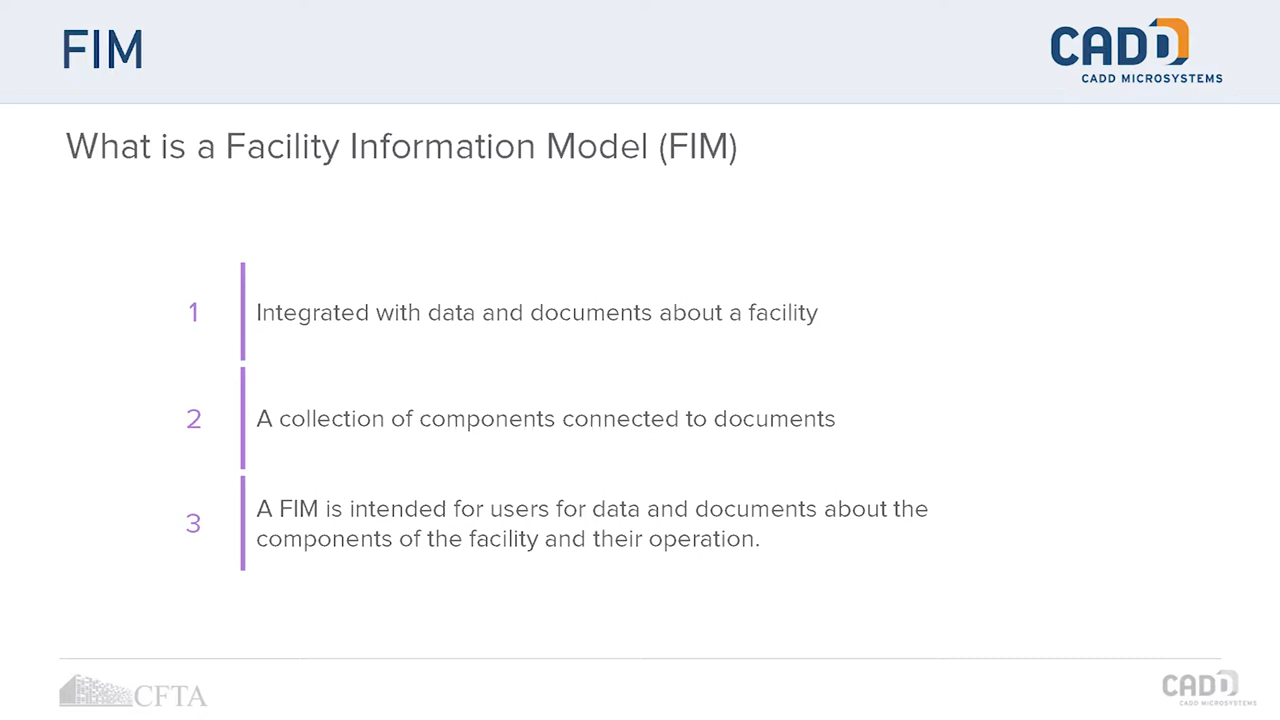 FIM
CADD
CADD MICROSYSTEMS
What is a Facility Information Model (FIM)
1
Integrated with data and documents about a facility
2
A collection of components connected to documents
3
A FIM is intended for users for data and documents about the
components of the facility and their operation.
CFTA
CADD
CADD MICROSYSTEMS